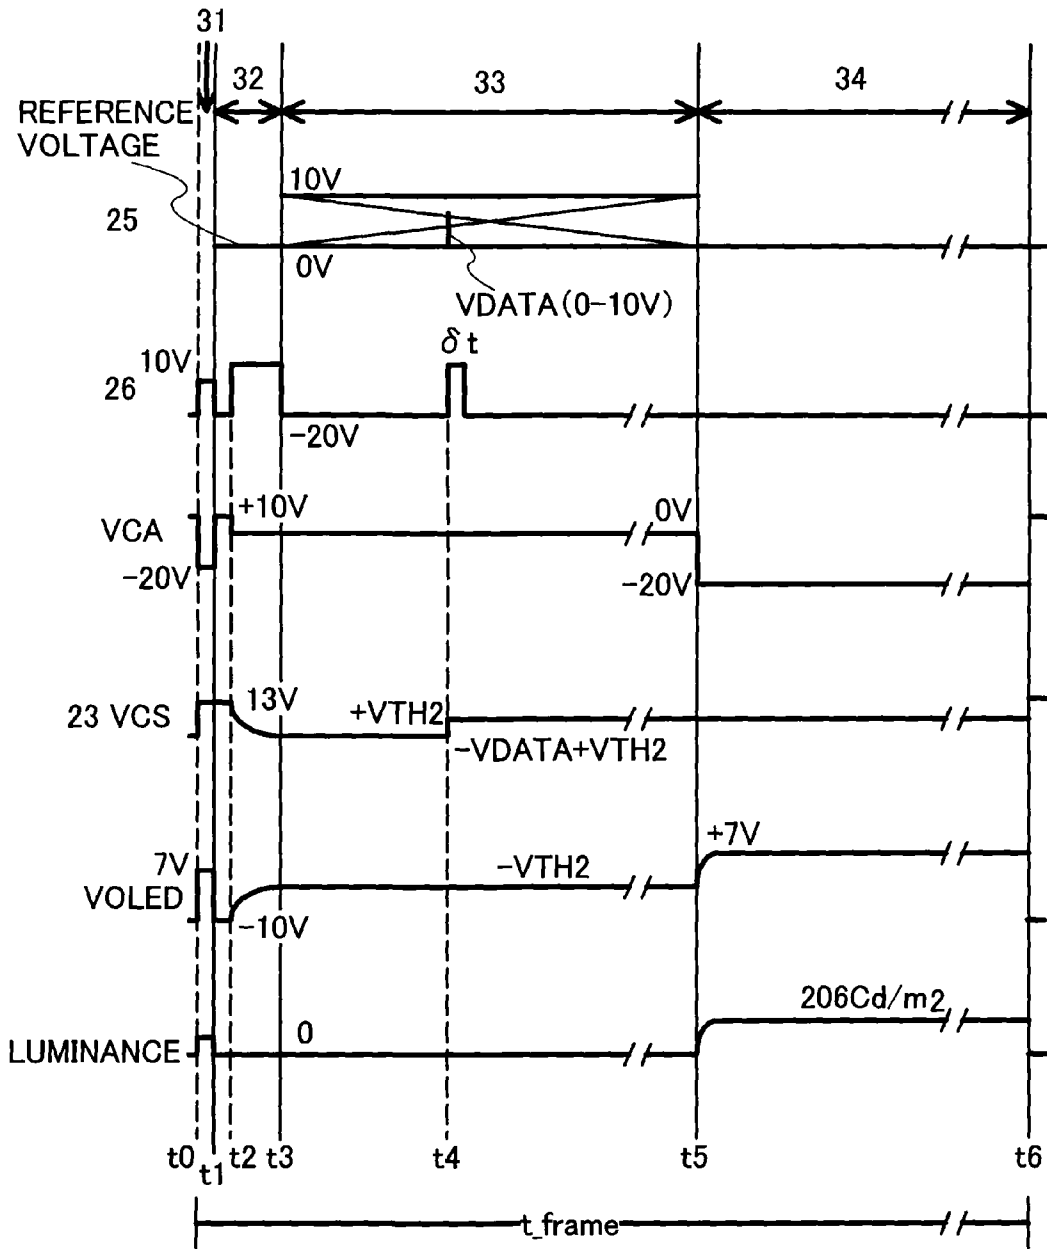 31
32
33
34
REFERENCE
VOLTAGE
10V
25
0V
VDATA(0-10V)
10V
δt
26
-20V
+10V
0V
VCA
-20V
-20V
13V
+VTH2
23 VCS
-VDATA+VTH2
+7V
7V
-VTH2
VOLED
-10V
206Cd/m2
0
LUMINANCE
t0
t1
t2
t3
t4
t5
t6
t_frame